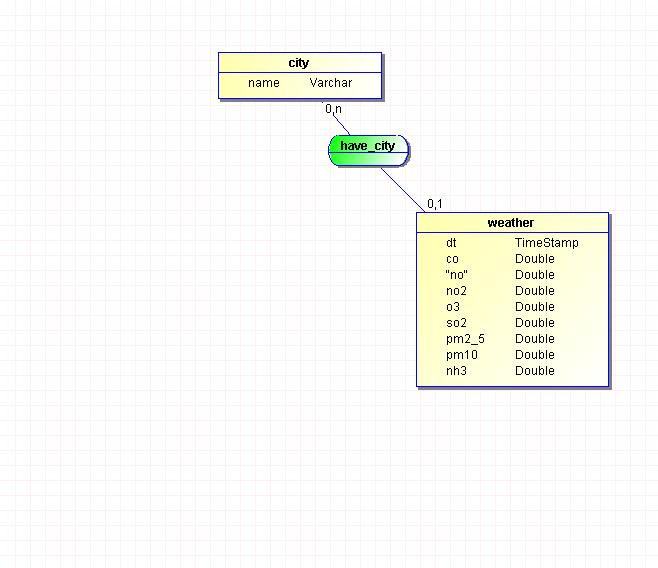 city
name Varchar
0,n
have_city
0,1
weather
dt TimeStamp
co Double
"no" Double
no2 Double
o3 Double
so2 Double
pm2_5 Double
pm10 Double
nh3 Double